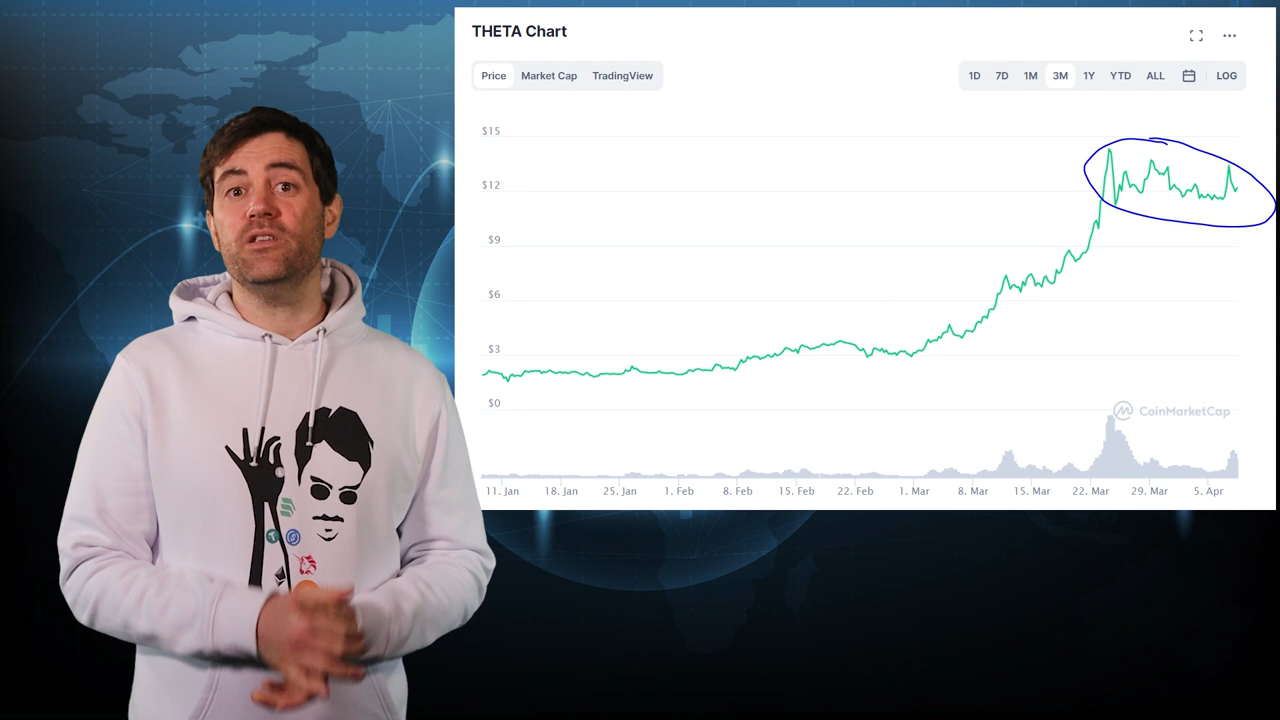 THETA Chart
Price Market Cap TradingView
1D 7D 1M 3M 1Y YTD ALL LOG
$15
$12
$9
$6
$3
$0
CoinMarketCap
11. Jan 18. Jan 25. Jan 1. Feb 8. Feb 15. Feb 22. Feb 1. Mar 8. Mar 15. Mar 22. Mar 29. Mar 5. Apr